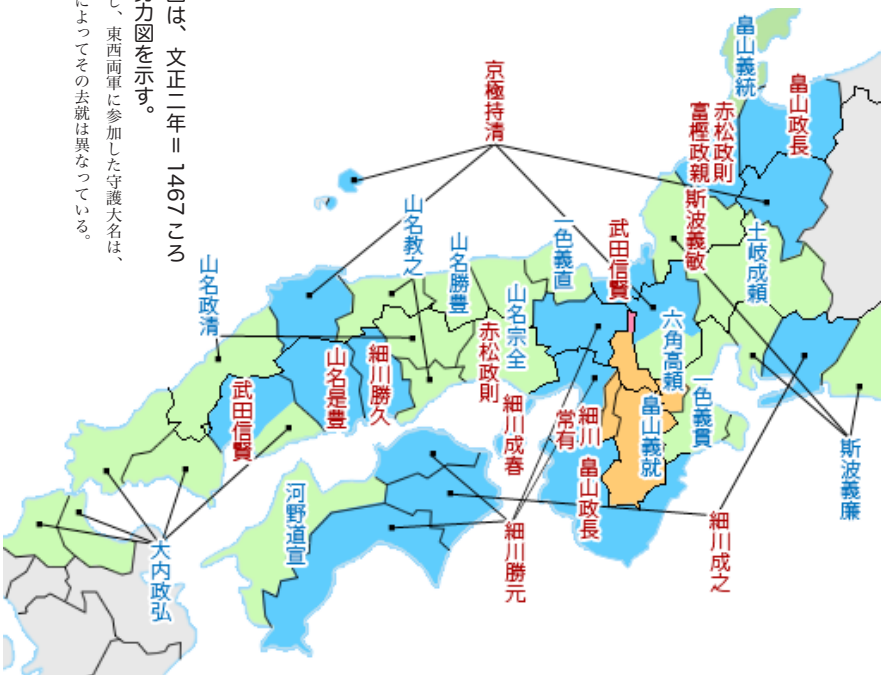 は、文正二年＝1467ころ
力図を示す。
し、東西両軍に参加した守護大名は、
によってその去就は異なっている。
畠山義統
畠山政長
京極持清
赤松政則
富樫政親
斯波義敏
土岐成頼
武田信賢
一色義直
山名教之
山名勝豊
山名宗全
山名政清
六角高頼
赤松政則
細川勝久
山名是豊
武田信賢
一色義貫
畠山義就
細川成春
細川
常有
畠山政長
斯波義廉
河野道宣
細川勝元
細川成之
大内政弘